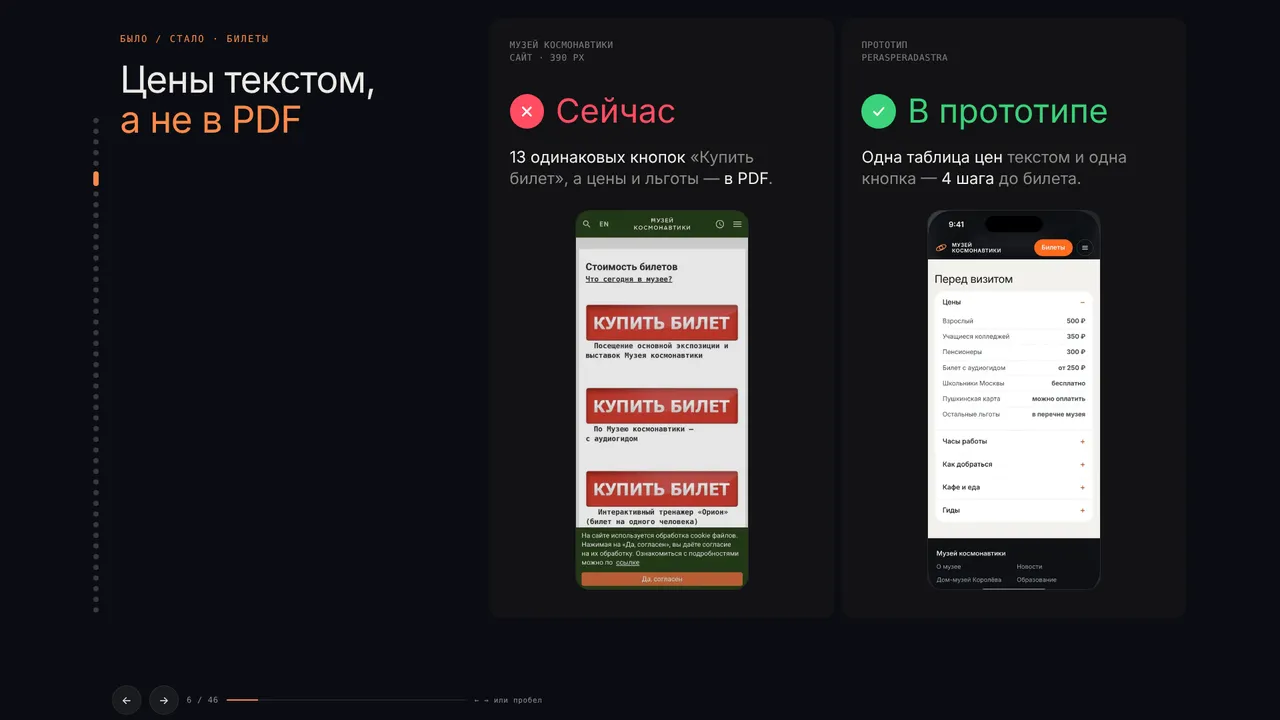 БЫЛО / СТАЛО · БИЛЕТЫ
Цены текстом,
а не в PDF
МУЗЕЙ КОСМОНАВТИКИ
САЙТ · 390 PX
Сейчас
13 одинаковых кнопок «Купить
билет», а цены и льготы — в PDF.
EN
МУЗЕЙ
КОСМОНАВТИКИ
Стоимость билетов
Что сегодня в музее?
КУПИТЬ БИЛЕТ
Посещение основной экспозиции и
выставок Музея космонавтики
КУПИТЬ БИЛЕТ
По Музею космонавтики —
с аудиогидом
КУПИТЬ БИЛЕТ
Интерактивный тренажер «Орион»
(билет на одного человека)
На сайте используется обработка cookie файлов.
Нажимая на «Да, согласен», вы даёте согласие
на их обработку. Ознакомиться с подробностями
можно по ссылке
Да, согласен
ПРОТОТИП
PERASPERADASTRA
В прототипе
Одна таблица цен текстом и одна
кнопка — 4 шага до билета.
9:41
МУЗЕЙ
КОСМОНАВТИКИ
Билеты
Перед визитом
Цены −
Взрослый 500 ₽
Учащиеся колледжей 350 ₽
Пенсионеры 300 ₽
Билет с аудиогидом от 250 ₽
Школьники Москвы бесплатно
Пушкинская карта можно оплатить
Остальные льготы в перечне музея
Часы работы +
Как добраться +
Кафе и еда +
Гиды +
Музей космонавтики
О музее Новости
Дом-музей Королёва Образование
← → 6 / 46 ← → или пробел